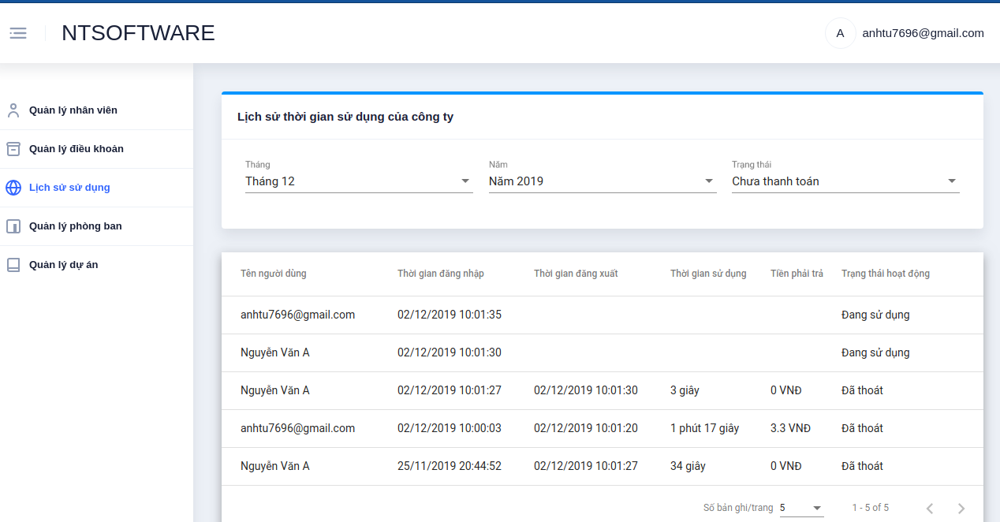 NTSOFTWARE
A anhtu7696@gmail.com
Quản lý nhân viên
Quản lý điều khoản
Lịch sử sử dụng
Quản lý phòng ban
Quản lý dự án
Lịch sử thời gian sử dụng của công ty
Tháng Năm Trạng thái
Tháng 12 Năm 2019 Chưa thanh toán
Tên người dùng Thời gian đăng nhập Thời gian đăng xuất Thời gian sử dụng Tiền phải trả Trạng thái hoạt động
anhtu7696@gmail.com 02/12/2019 10:01:35 Đang sử dụng
Nguyễn Văn A 02/12/2019 10:01:30 Đang sử dụng
Nguyễn Văn A 02/12/2019 10:01:27 02/12/2019 10:01:30 3 giây 0 VNĐ Đã thoát
anhtu7696@gmail.com 02/12/2019 10:00:03 02/12/2019 10:01:20 1 phút 17 giây 3.3 VNĐ Đã thoát
Nguyễn Văn A 25/11/2019 20:44:52 02/12/2019 10:01:27 34 giây 0 VNĐ Đã thoát
Số bản ghi/trang 5 1 - 5 of 5